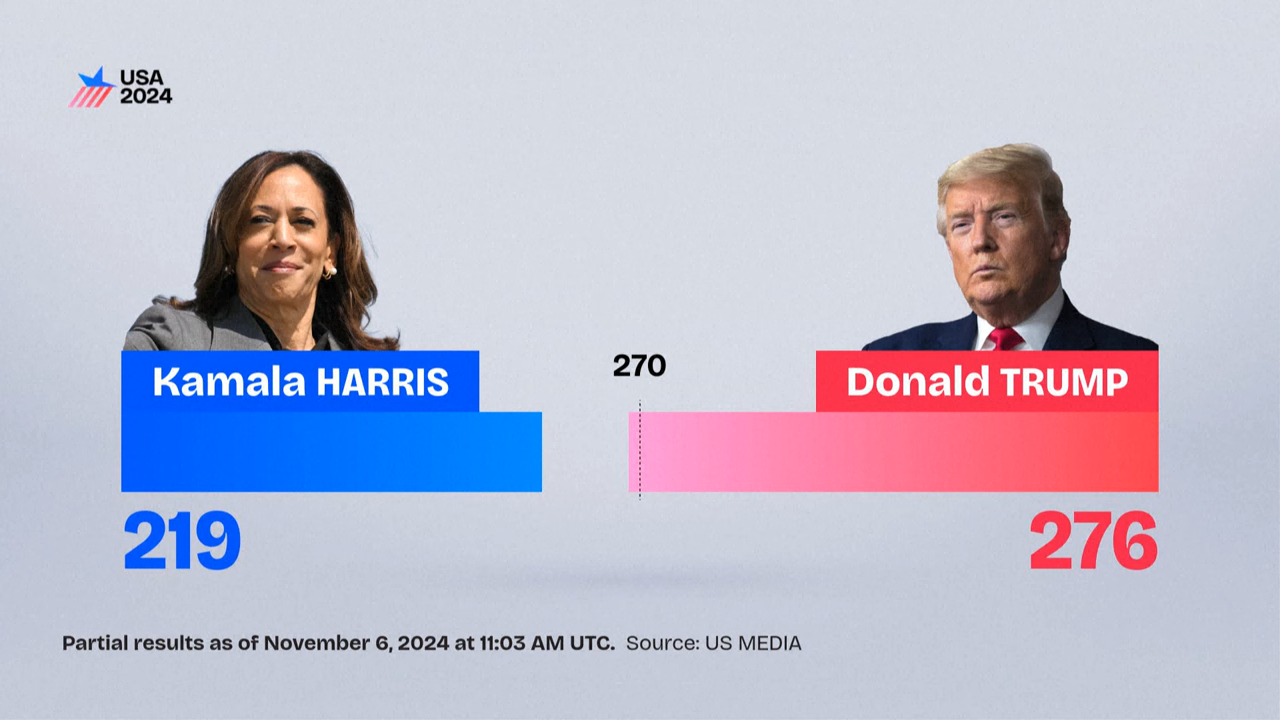 USA
2024
Kamala HARRIS
270
Donald TRUMP
219
276
Partial results as of November 6, 2024 at 11:03 AM UTC. Source: US MEDIA